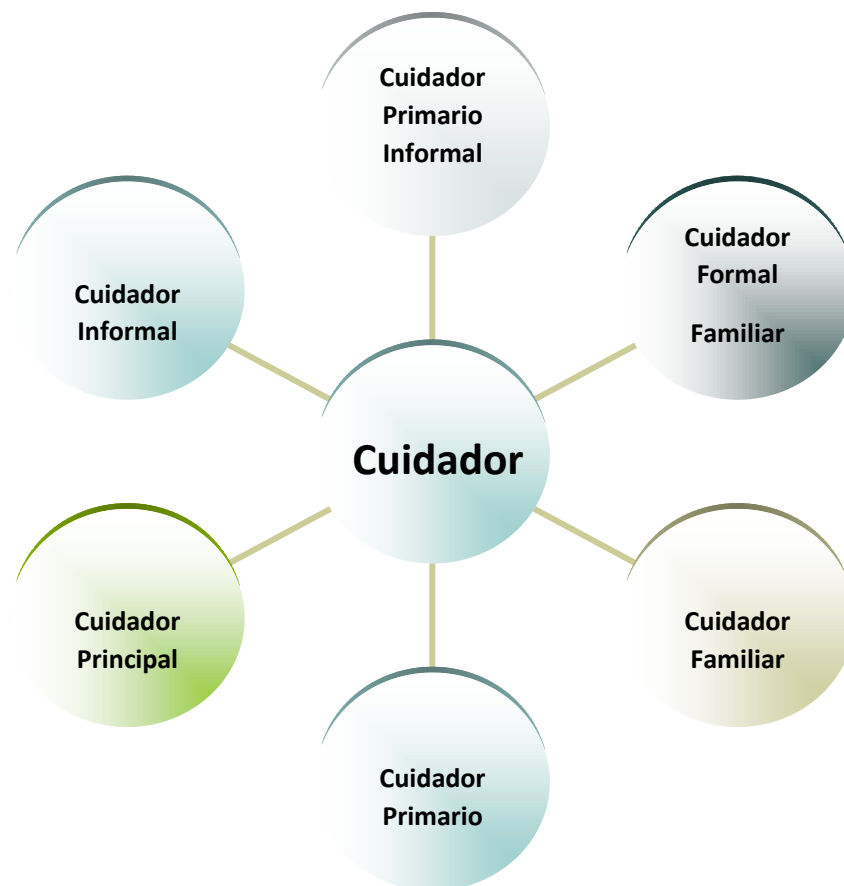 Cuidador
Primario
Informal
Cuidador
Formal
Familiar
Cuidador
Informal
Cuidador
Cuidador
Principal
Cuidador
Familiar
Cuidador
Primario